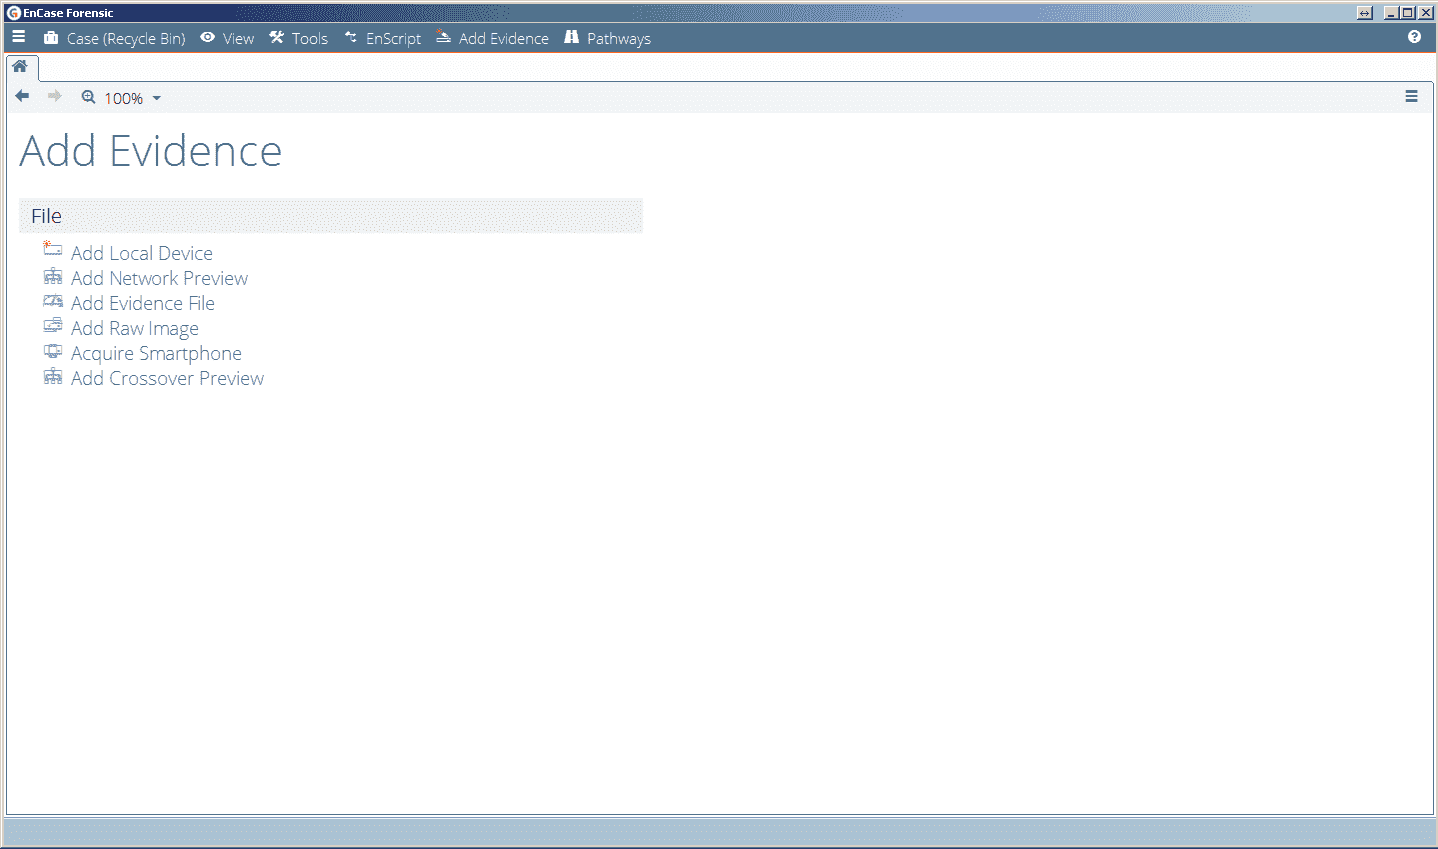 EnCase Forensic
Case (Recycle Bin) View Tools EnScript Add Evidence Pathways
100%
Add Evidence
File
Add Local Device
Add Network Preview
Add Evidence File
Add Raw Image
Acquire Smartphone
Add Crossover Preview